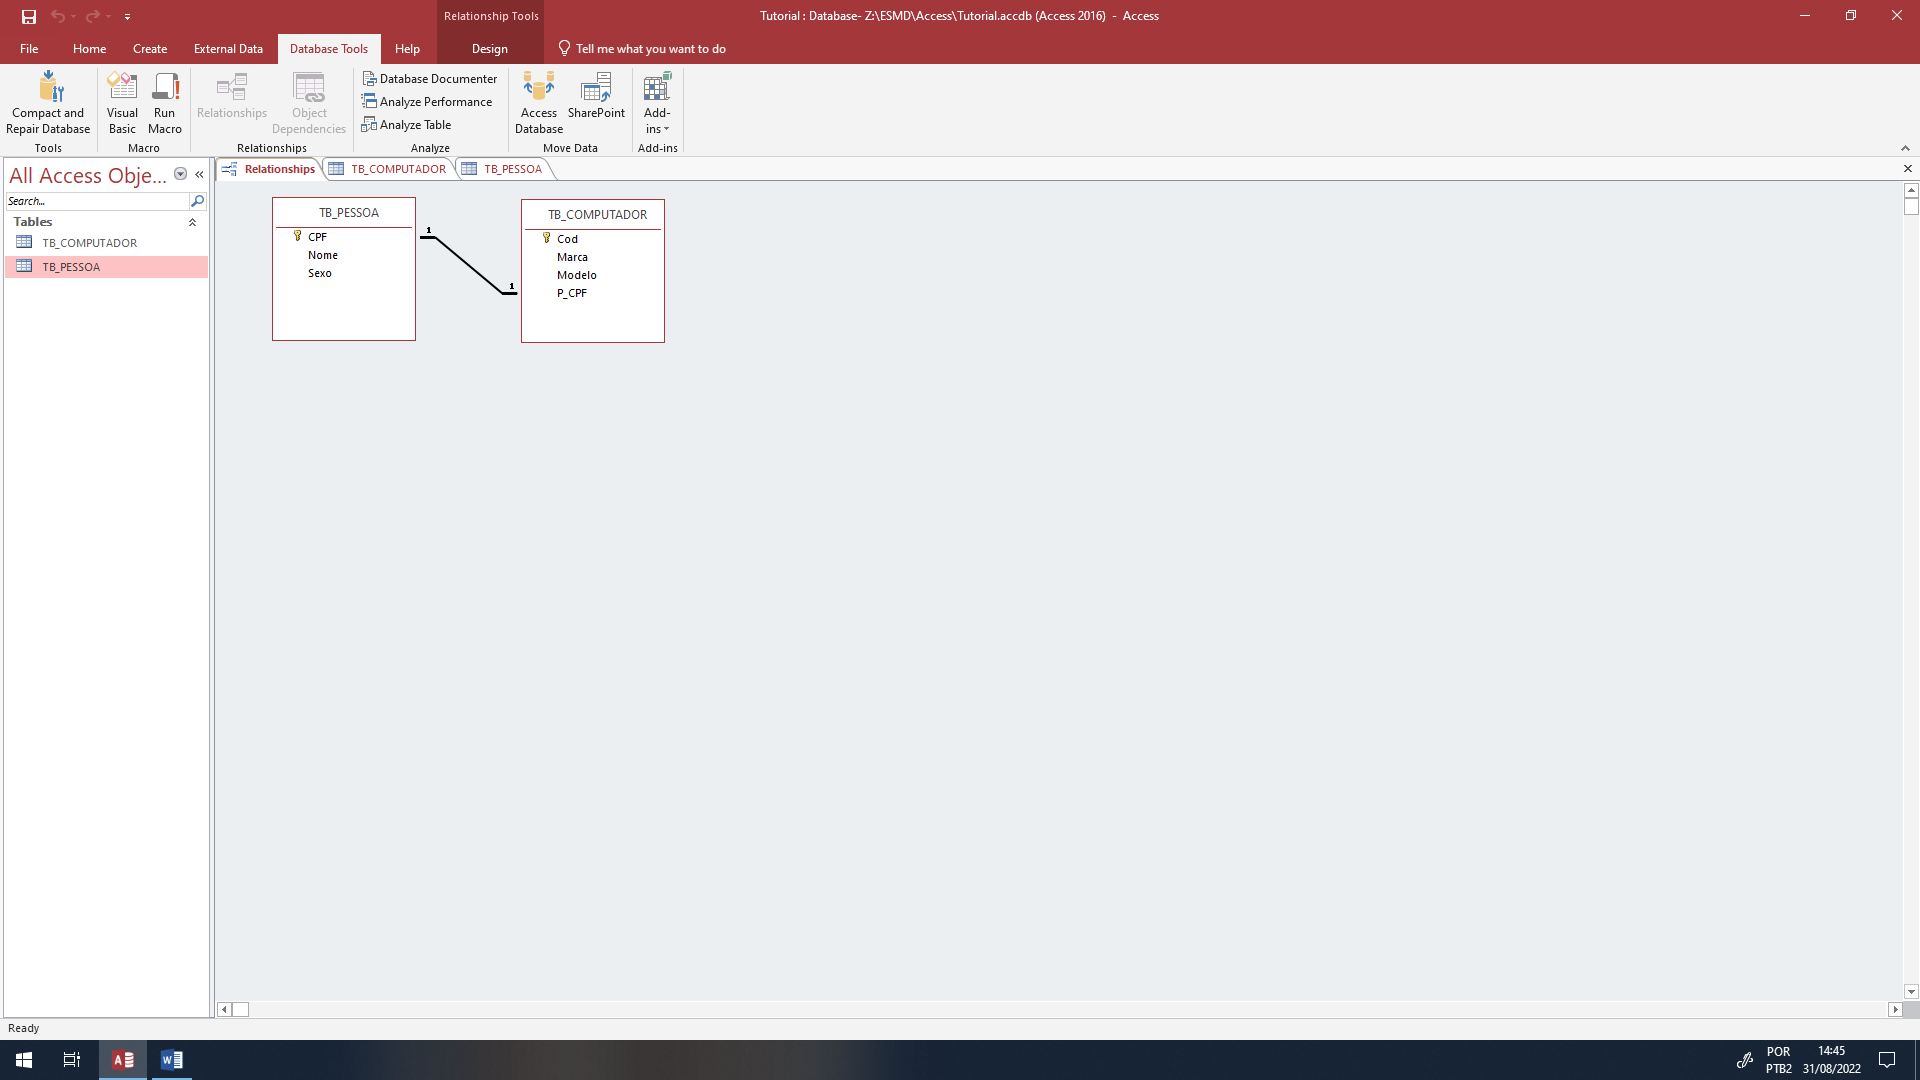 Relationship Tools
Tutorial : Database- Z:\ESMD\Access\Tutorial.accdb (Access 2016) - Access
File Home Create External Data Database Tools Help Design Tell me what you want to do
Compact and Repair Database
Visual Basic
Run Macro
Relationships
Object Dependencies
Database Documenter
Analyze Performance
Analyze Table
Access Database
SharePoint
Add-ins
Tools Macro Relationships Analyze Move Data Add-ins
All Access Obje...
Search...
Tables
TB_COMPUTADOR
TB_PESSOA
Relationships TB_COMPUTADOR TB_PESSOA
TB_PESSOA
CPF
Nome
Sexo
1
1
TB_COMPUTADOR
Cod
Marca
Modelo
P_CPF
Ready
POR
PTB2
14:45
31/08/2022